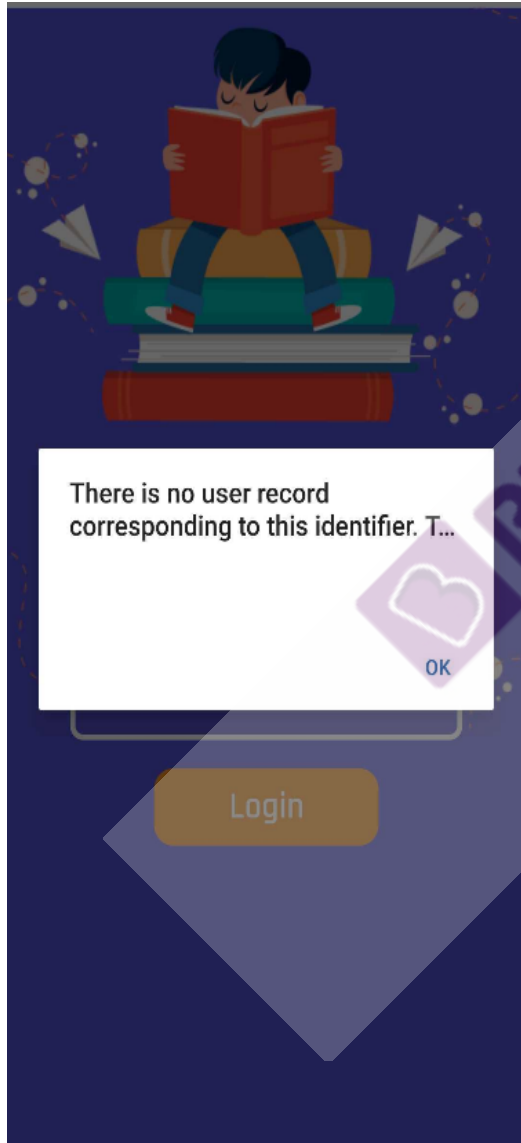 There is no user record
corresponding to this identifier. T...
OK
Login